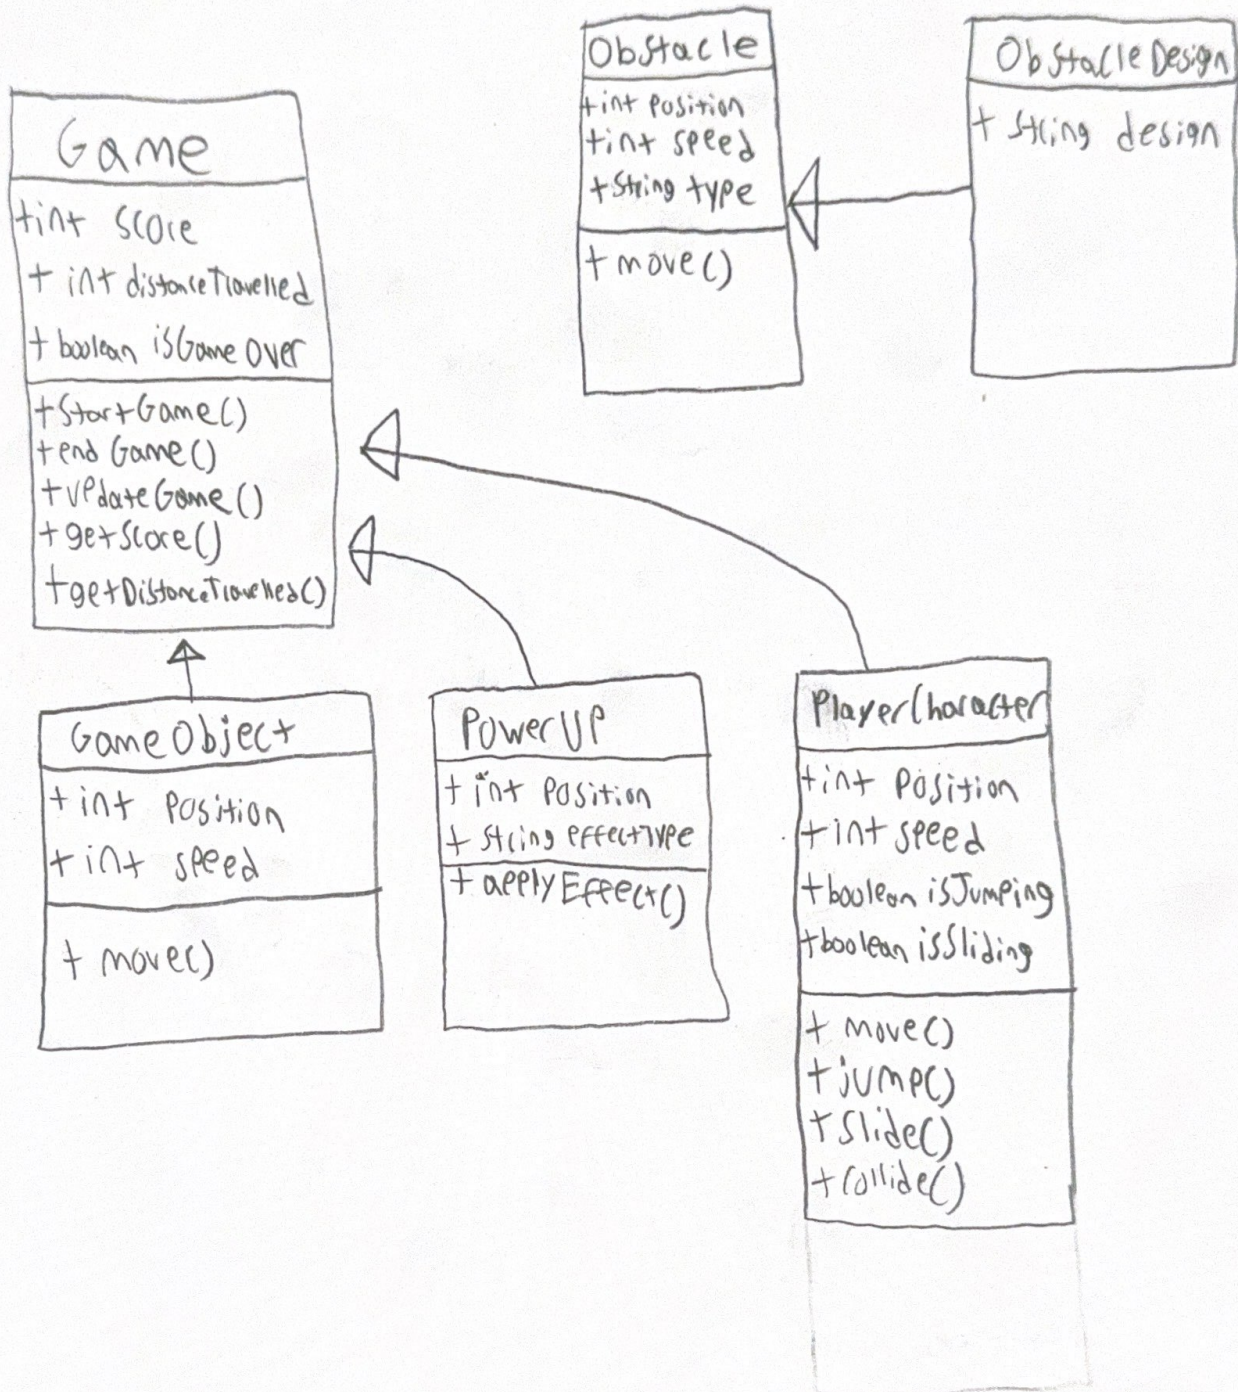 Game
+int score
+ int distanceTravelled
+ boolean isGameOver
+StartGame()
+endGame()
+updateGame()
+getScore()
+getDistanceTravelled()
Obstacle
+int position
+int speed
+String type
+ move()
ObstacleDesign
+ String design
GameObject
+ int position
+ int speed
+ move()
PowerUP
+ int position
+ String effectType
+ applyEffect()
PlayerCharacter
+int position
+int speed
+boolean isJumping
+boolean isSliding
+ move()
+jump()
+Slide()
+collide()